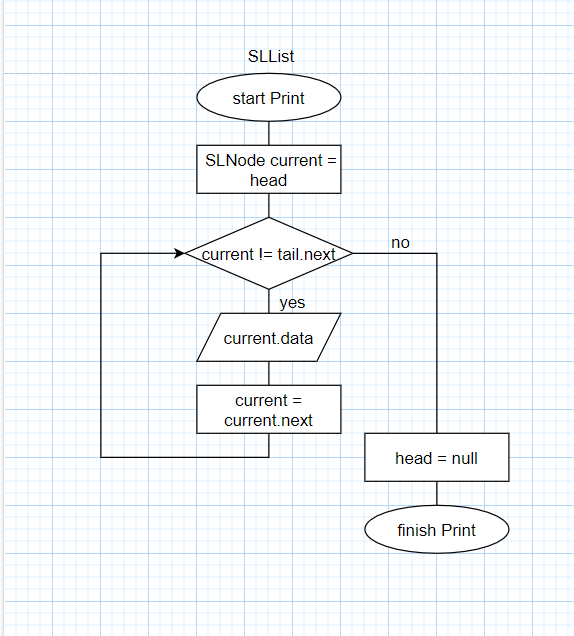 SLList
start Print
SLNode current =
head
current != tail.next
no
yes
current.data
current =
current.next
head = null
finish Print